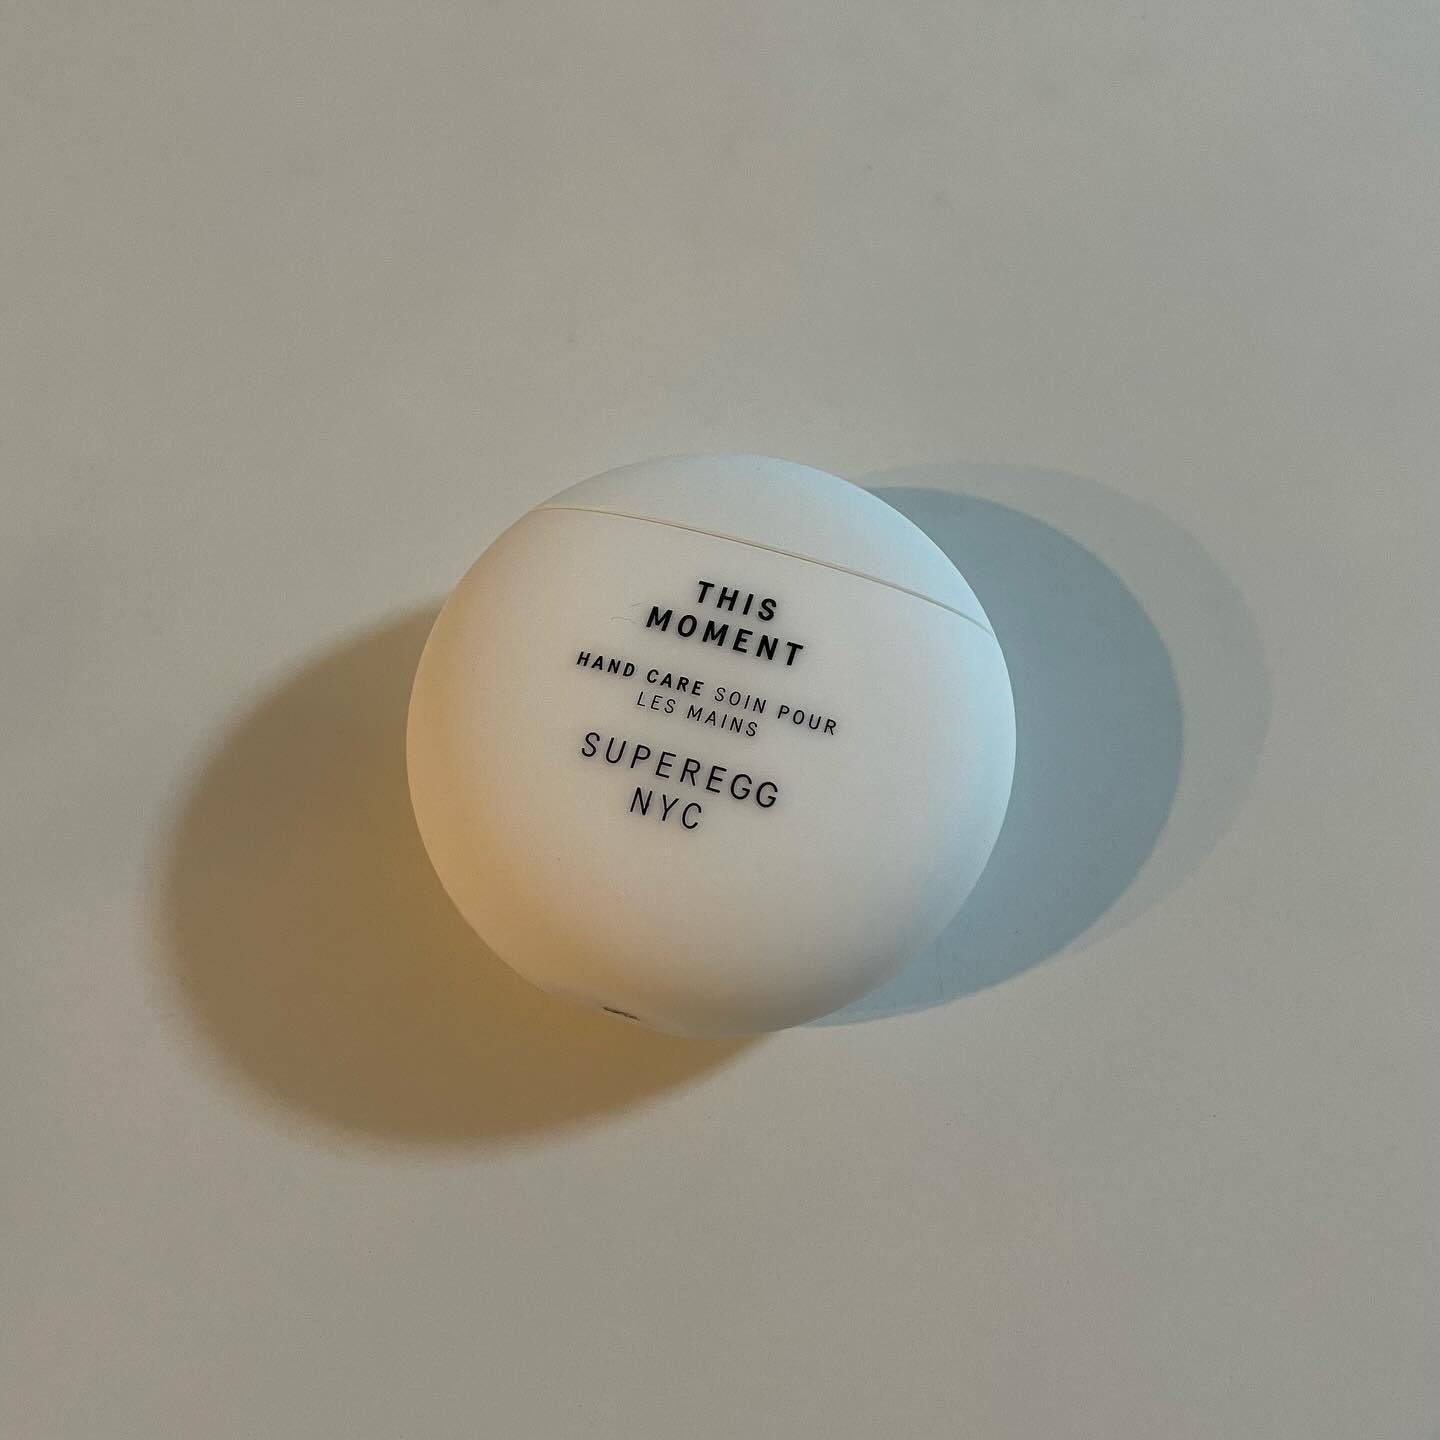 THIS
MOMENT
HAND CARE SOIN POUR
LES MAINS
SUPEREGG
NYC